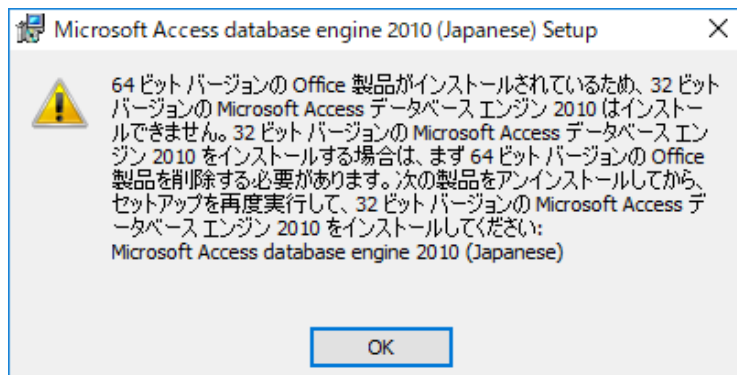 Microsoft Access database engine 2010 (Japanese) Setup
64 ビット バージョンの Office 製品がインストールされているため、32 ビット
バージョンの Microsoft Access データベース エンジン 2010 はインストー
ルできません。32 ビット バージョンの Microsoft Access データベース エン
ジン 2010 をインストールする場合は、まず 64 ビット バージョンの Office
製品を削除する必要があります。次の製品をアンインストールしてから、
セットアップを再度実行して、32 ビット バージョンの Microsoft Access デ
ータベース エンジン 2010 をインストールしてください:
Microsoft Access database engine 2010 (Japanese)
OK